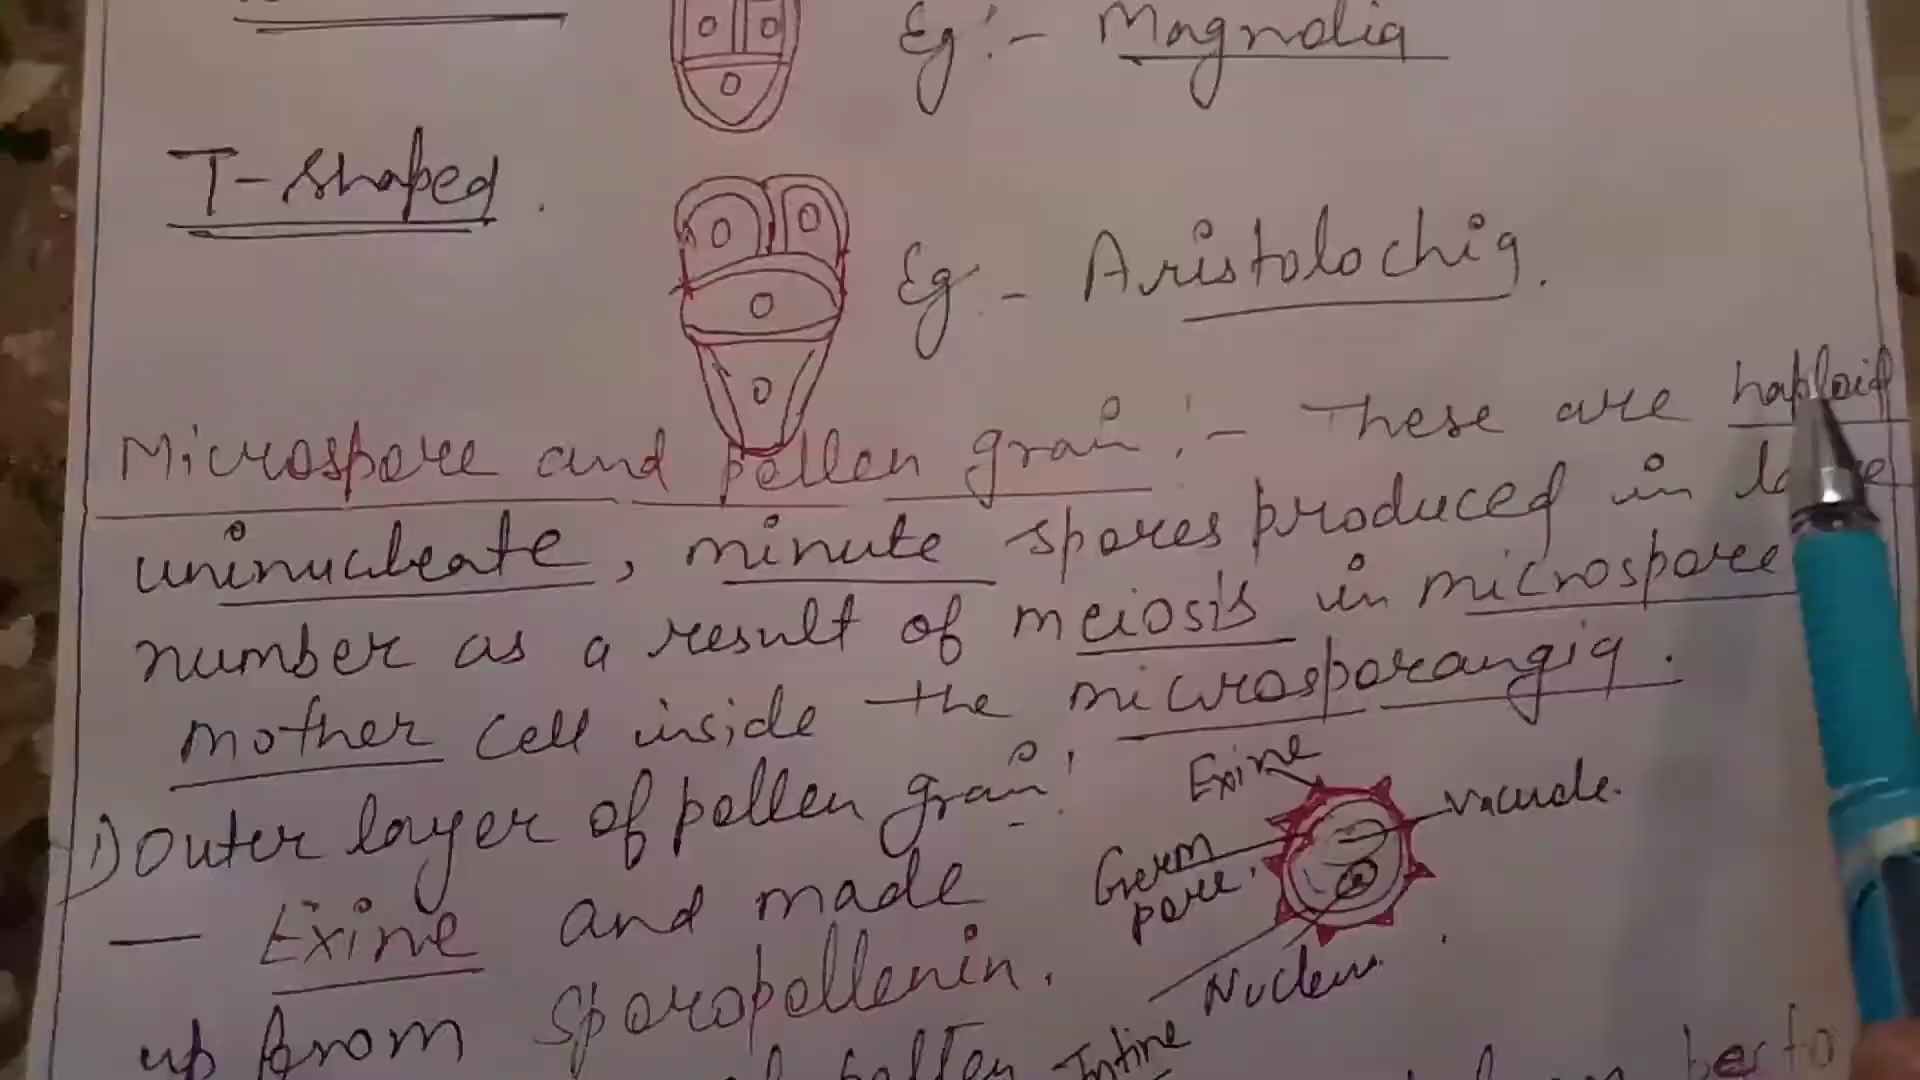 Eg:- Magnolia
T-shaped.
Eg:- Aristolochia.
Microspore and pollen grain:- These are haploid
uninucleate, minute spores produced in
number as a result of meiosis in microspore
mother cell inside the microsporangia.
1) Outer layer of pollen grain:
Exine
vacuole.
Germ
pore.
— Exine and made
Nucleus.
up from Sporopollenin.
Intine
pollen